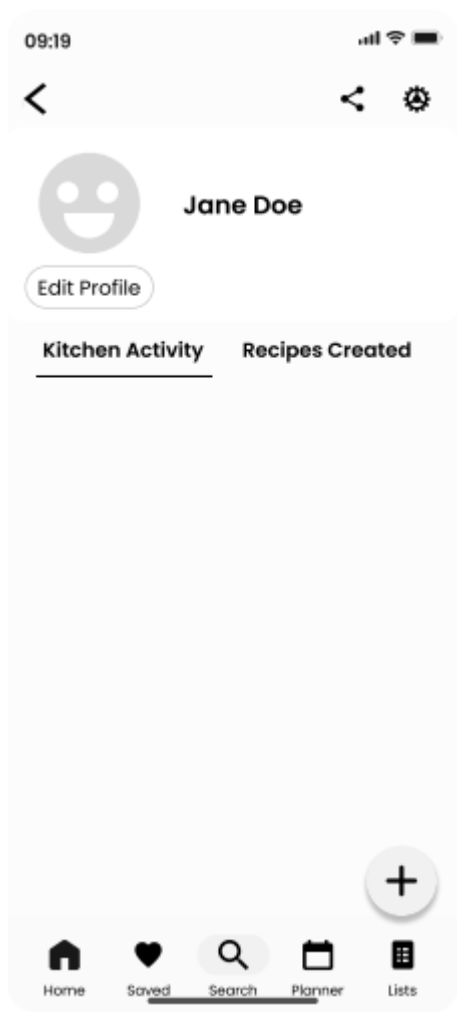 09:19
Jane Doe
Edit Profile
Kitchen Activity Recipes Created
Home Saved Search Planner Lists